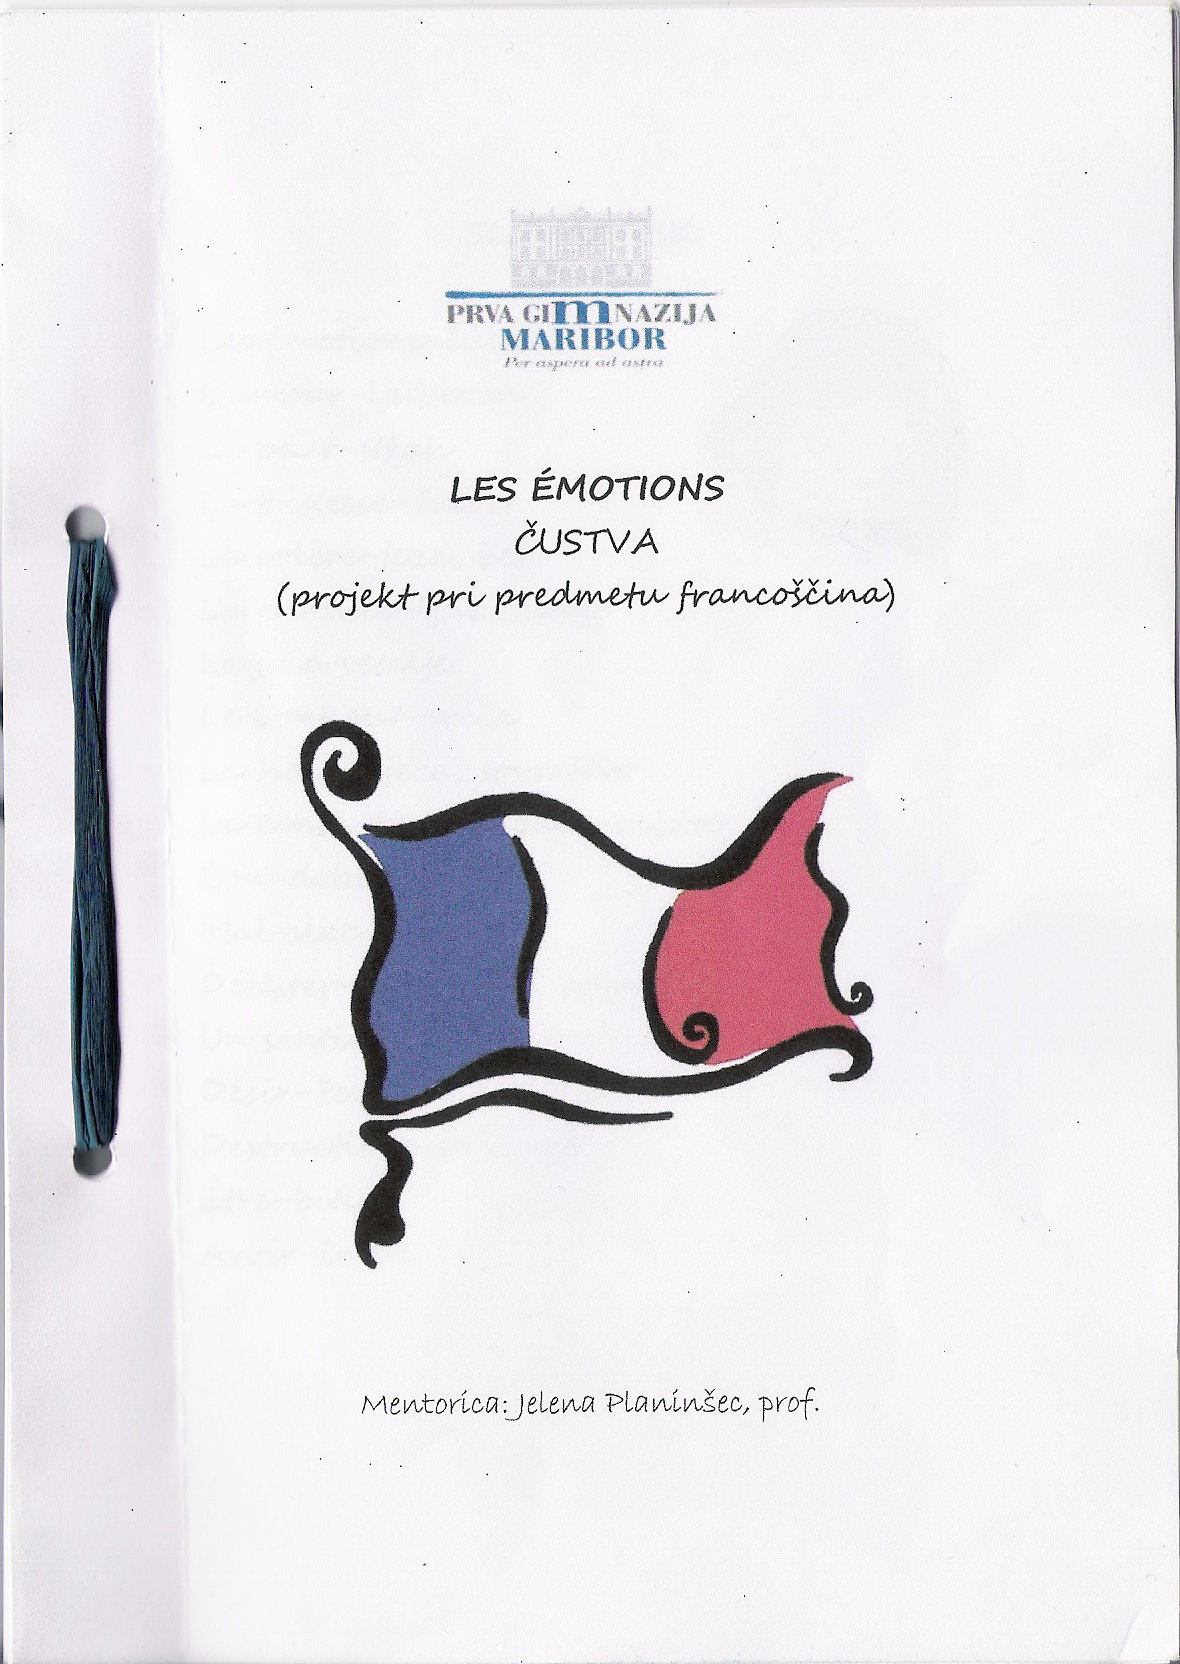 PRVA GIMNAZIJA
MARIBOR
Per aspera ad astra
LES ÉMOTIONS
ČUSTVA
(projekt pri predmetu francoščina)
Mentorica: Jelena Planinšec, prof.